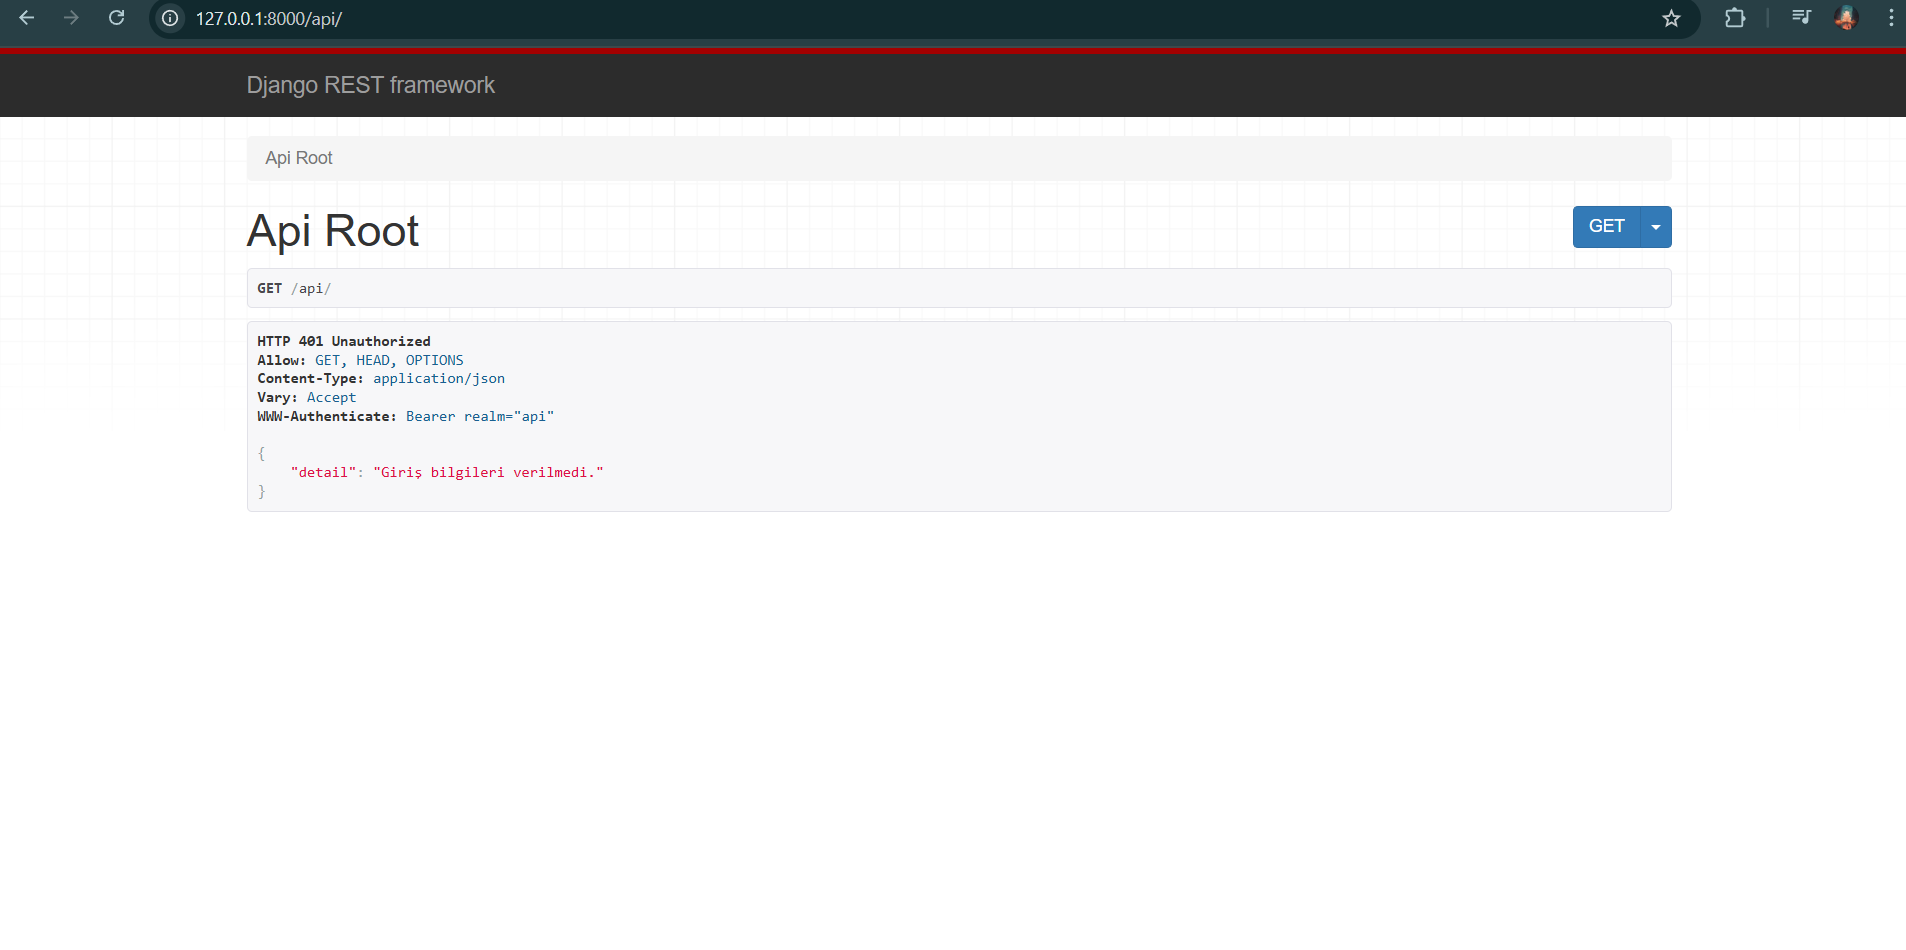 127.0.0.1:8000/api/
Django REST framework
Api Root
Api Root
GET
GET /api/
HTTP 401 Unauthorized
Allow: GET, HEAD, OPTIONS
Content-Type: application/json
Vary: Accept
WWW-Authenticate: Bearer realm="api"
{
"detail": "Giriş bilgileri verilmedi."
}